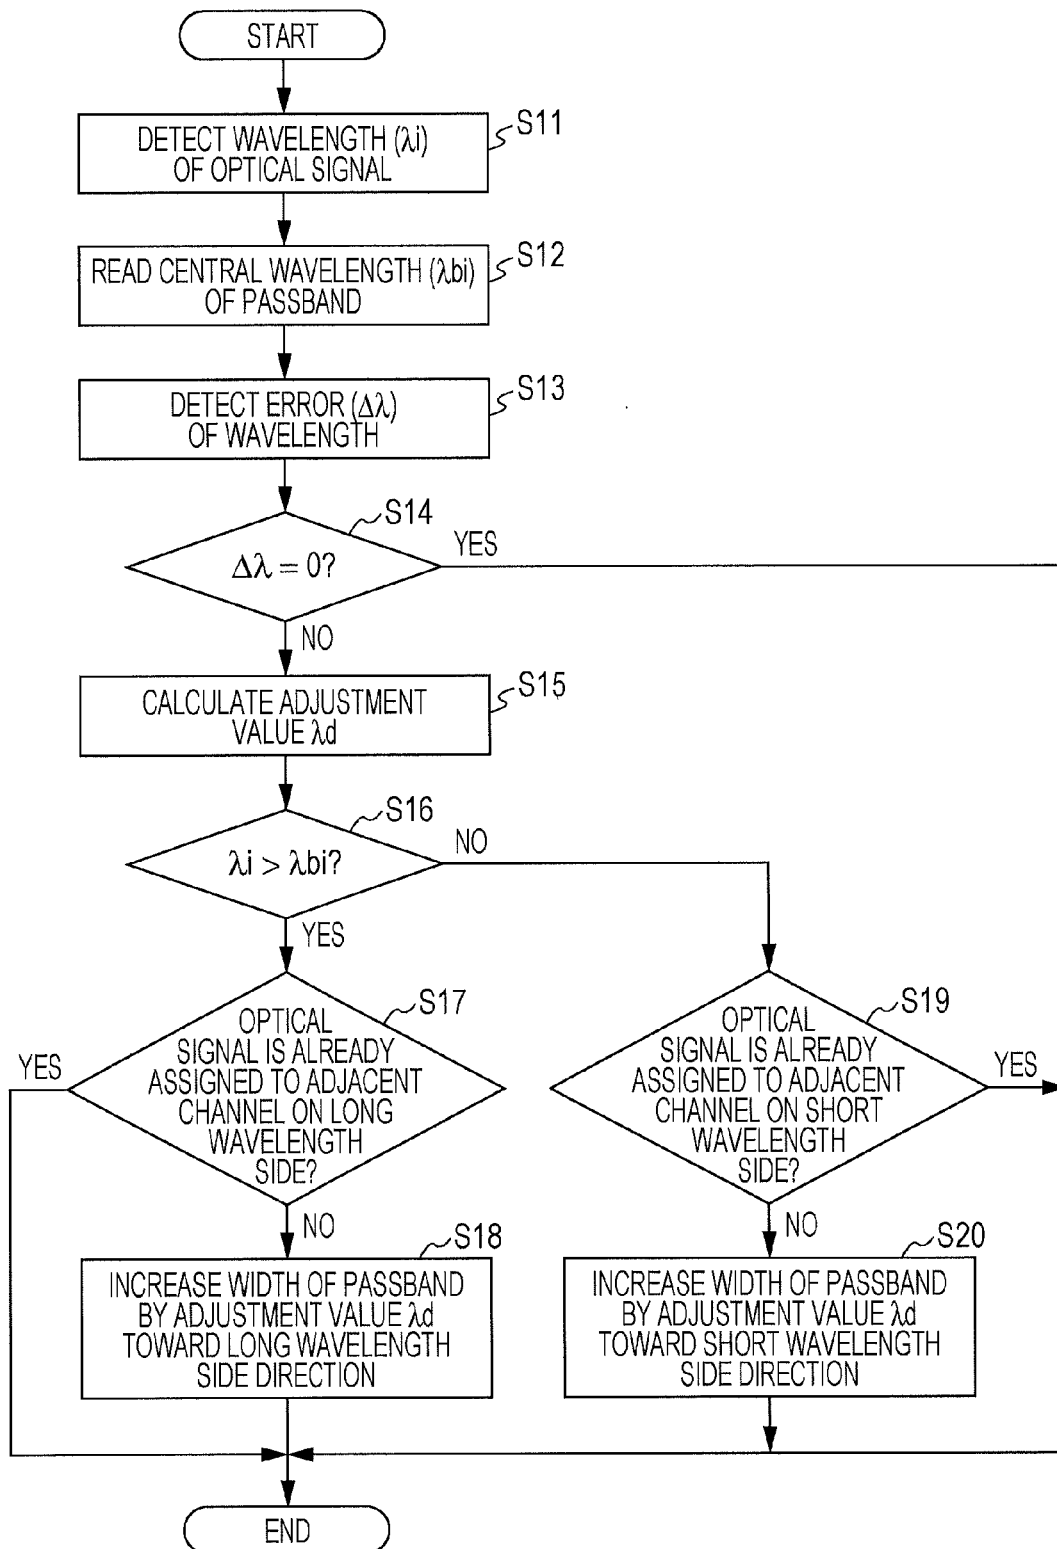 START
S11
DETECT WAVELENGTH (λi)
OF OPTICAL SIGNAL
S12
READ CENTRAL WAVELENGTH (λbi)
OF PASSBAND
S13
DETECT ERROR (Δλ)
OF WAVELENGTH
S14
Δλ = 0?
YES
NO
S15
CALCULATE ADJUSTMENT
VALUE λd
S16
λi > λbi?
NO
YES
S17
OPTICAL
SIGNAL IS ALREADY
ASSIGNED TO ADJACENT
CHANNEL ON LONG
WAVELENGTH
SIDE?
YES
NO
S19
OPTICAL
SIGNAL IS ALREADY
ASSIGNED TO ADJACENT
CHANNEL ON SHORT
WAVELENGTH
SIDE?
YES
NO
S18
INCREASE WIDTH OF PASSBAND
BY ADJUSTMENT VALUE λd
TOWARD LONG WAVELENGTH
SIDE DIRECTION
S20
INCREASE WIDTH OF PASSBAND
BY ADJUSTMENT VALUE λd
TOWARD SHORT WAVELENGTH
SIDE DIRECTION
END